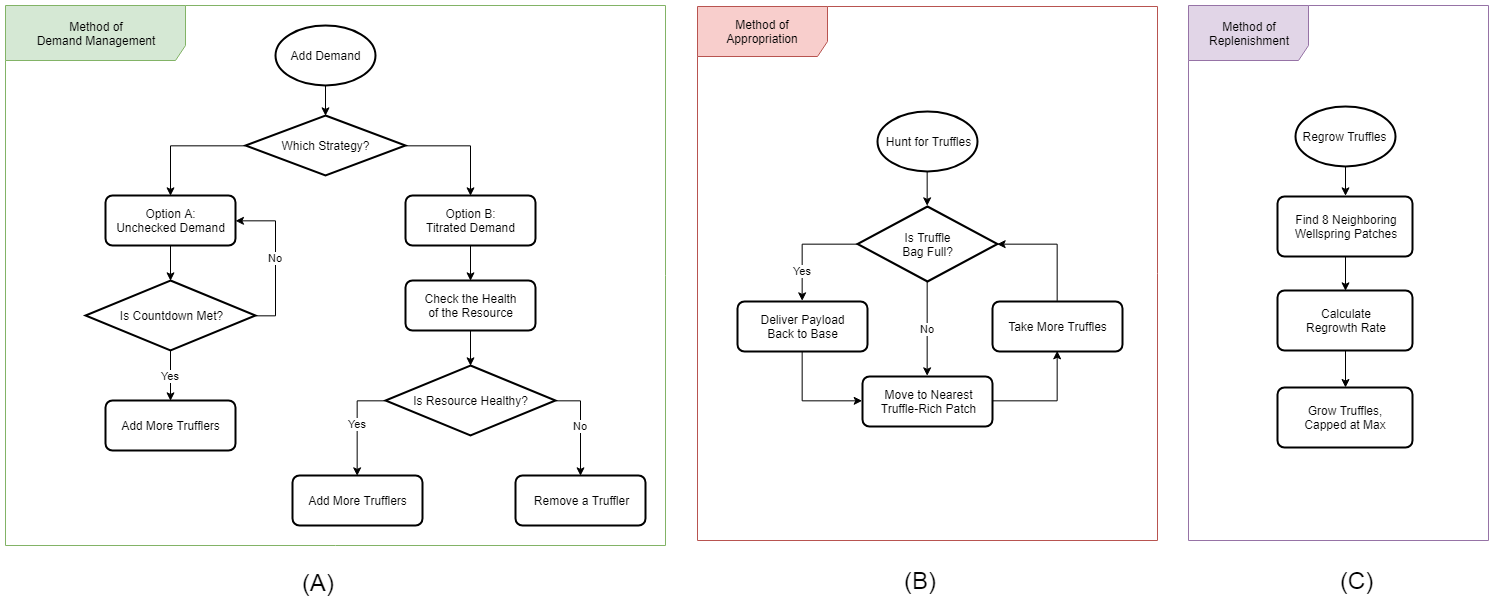 Method of
Demand Management
Add Demand
Which Strategy?
Option A:
Unchecked Demand
No
Is Countdown Met?
Yes
Add More Trufflers
Option B:
Titrated Demand
Check the Health
of the Resource
Is Resource Healthy?
Yes
No
Add More Trufflers
Remove a Truffler
(A)
Method of
Appropriation
Hunt for Truffles
Is Truffle
Bag Full?
Yes
Deliver Payload
Back to Base
No
Take More Truffles
Move to Nearest
Truffle-Rich Patch
(B)
Method of
Replenishment
Regrow Truffles
Find 8 Neighboring
Wellspring Patches
Calculate
Regrowth Rate
Grow Truffles,
Capped at Max
(C)